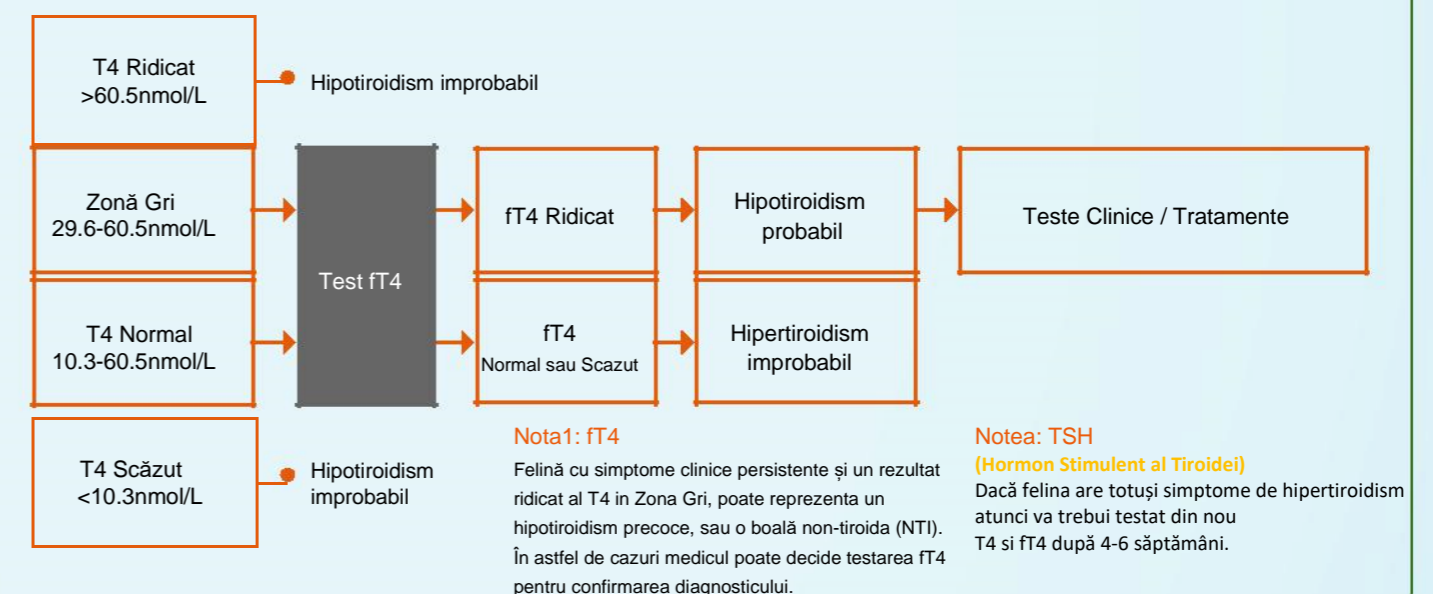 T4 Ridicat
>60.5nmol/L
Hipotiroidism improbabil
Zonă Gri
29.6-60.5nmol/L
T4 Normal
10.3-60.5nmol/L
Test fT4
fT4 Ridicat
Hipotiroidism
probabil
Teste Clinice / Tratamente
fT4
Normal sau Scazut
Hipertiroidism
improbabil
T4 Scăzut
<10.3nmol/L
Hipotiroidism
improbabil
Nota1: fT4
Felină cu simptome clinice persistente și un rezultat
ridicat al T4 in Zona Gri, poate reprezenta un
hipotiroidism precoce, sau o boală non-tiroida (NTI).
În astfel de cazuri medicul poate decide testarea fT4
pentru confirmarea diagnosticului.
Notea: TSH
(Hormon Stimulent al Tiroidei)
Dacă felina are totuși simptome de hipertiroidism
atunci va trebui testat din nou
T4 si fT4 după 4-6 săptămâni.